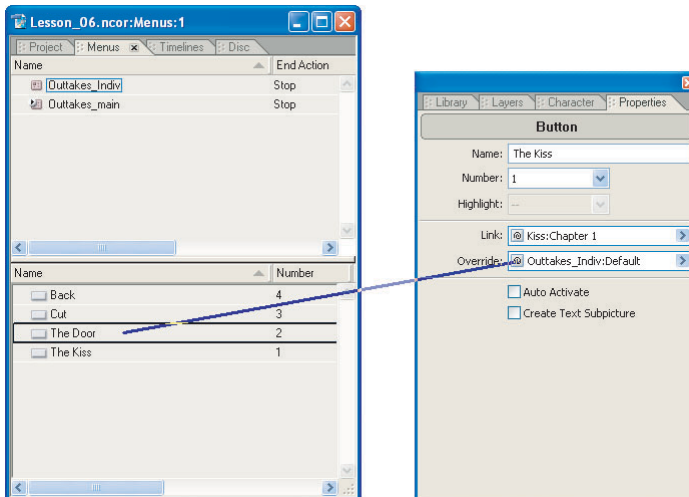 Lesson_06.ncor:Menus:1
Project Menus Timelines Disc
Name End Action
Outtakes_Indiv Stop
Outtakes_main Stop
Name Number
Back 4
Cut 3
The Door 2
The Kiss 1
Library Layers Character Properties
Button
Name: The Kiss
Number: 1
Highlight: --
Link: Kiss:Chapter 1
Override: Outtakes_Indiv:Default
Auto Activate
Create Text Subpicture